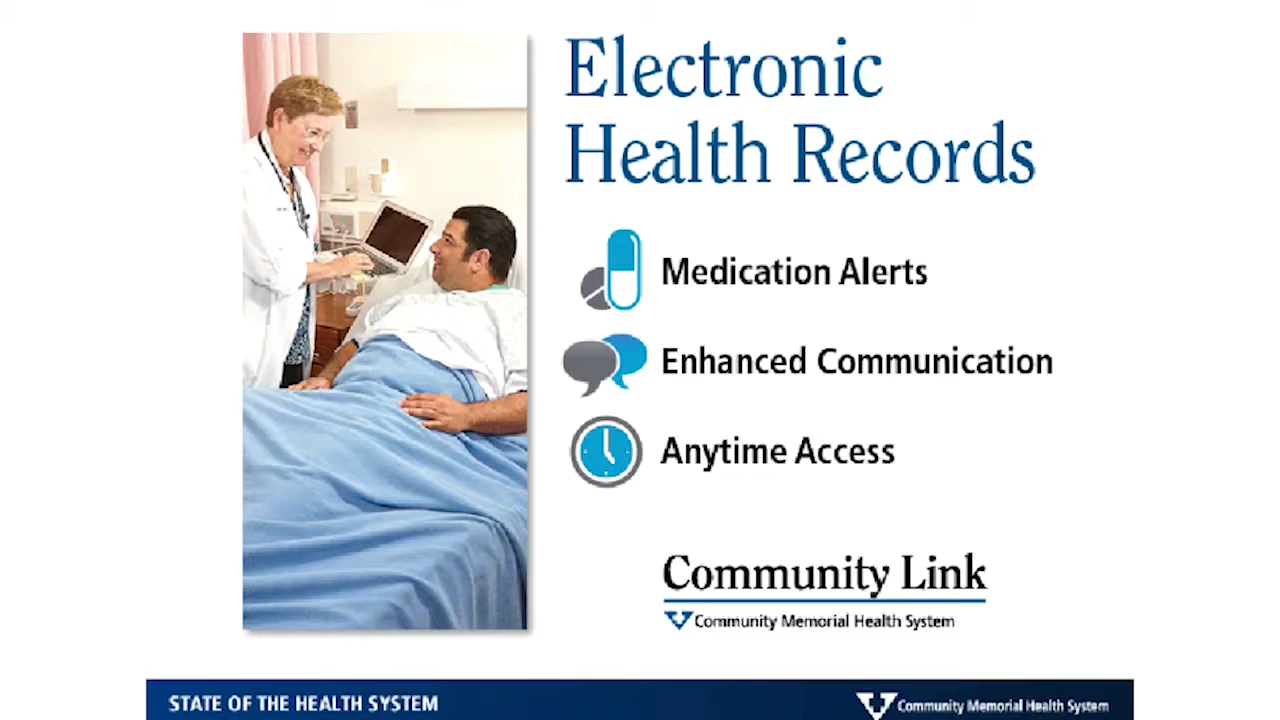 Electronic
Health Records
Medication Alerts
Enhanced Communication
Anytime Access
Community Link
Community Memorial Health System
STATE OF THE HEALTH SYSTEM
Community Memorial Health System